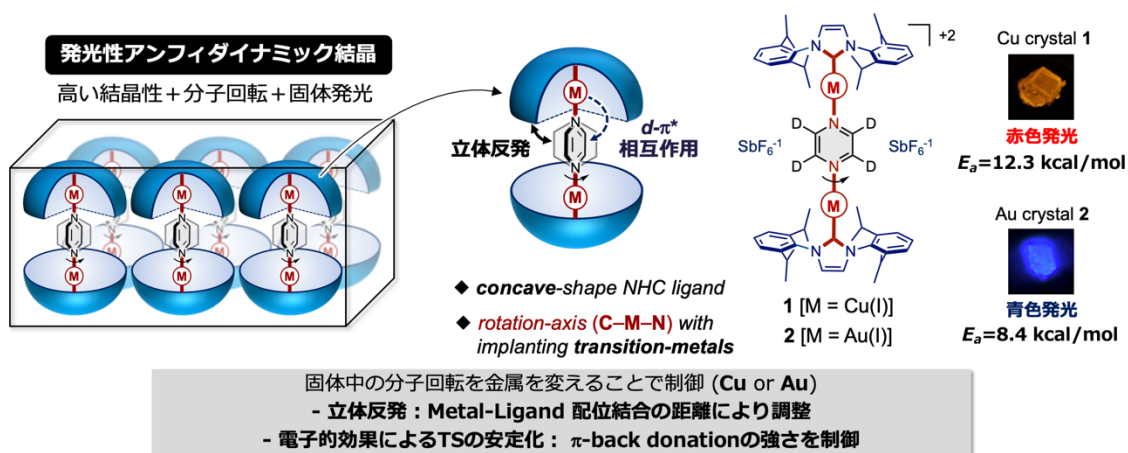 発光性アンフィダイナミック結晶
高い結晶性＋分子回転＋固体発光
M
N
N
M
M
N
N
M
M
N
N
M
M
N
N
M
立体反発
d-π*
相互作用
◆ concave-shape NHC ligand
◆ rotation-axis (C–M–N) with
implanting transition-metals
+2
N
N
M
N
D
D
SbF6-1
SbF6-1
D
D
N
M
N
N
1 [M = Cu(I)]
2 [M = Au(I)]
Cu crystal 1
赤色発光
Ea=12.3 kcal/mol
Au crystal 2
青色発光
Ea=8.4 kcal/mol
固体中の分子回転を金属を変えることで制御 (Cu or Au)
- 立体反発：Metal-Ligand 配位結合の距離により調整
- 電子的効果によるTSの安定化： π-back donationの強さを制御